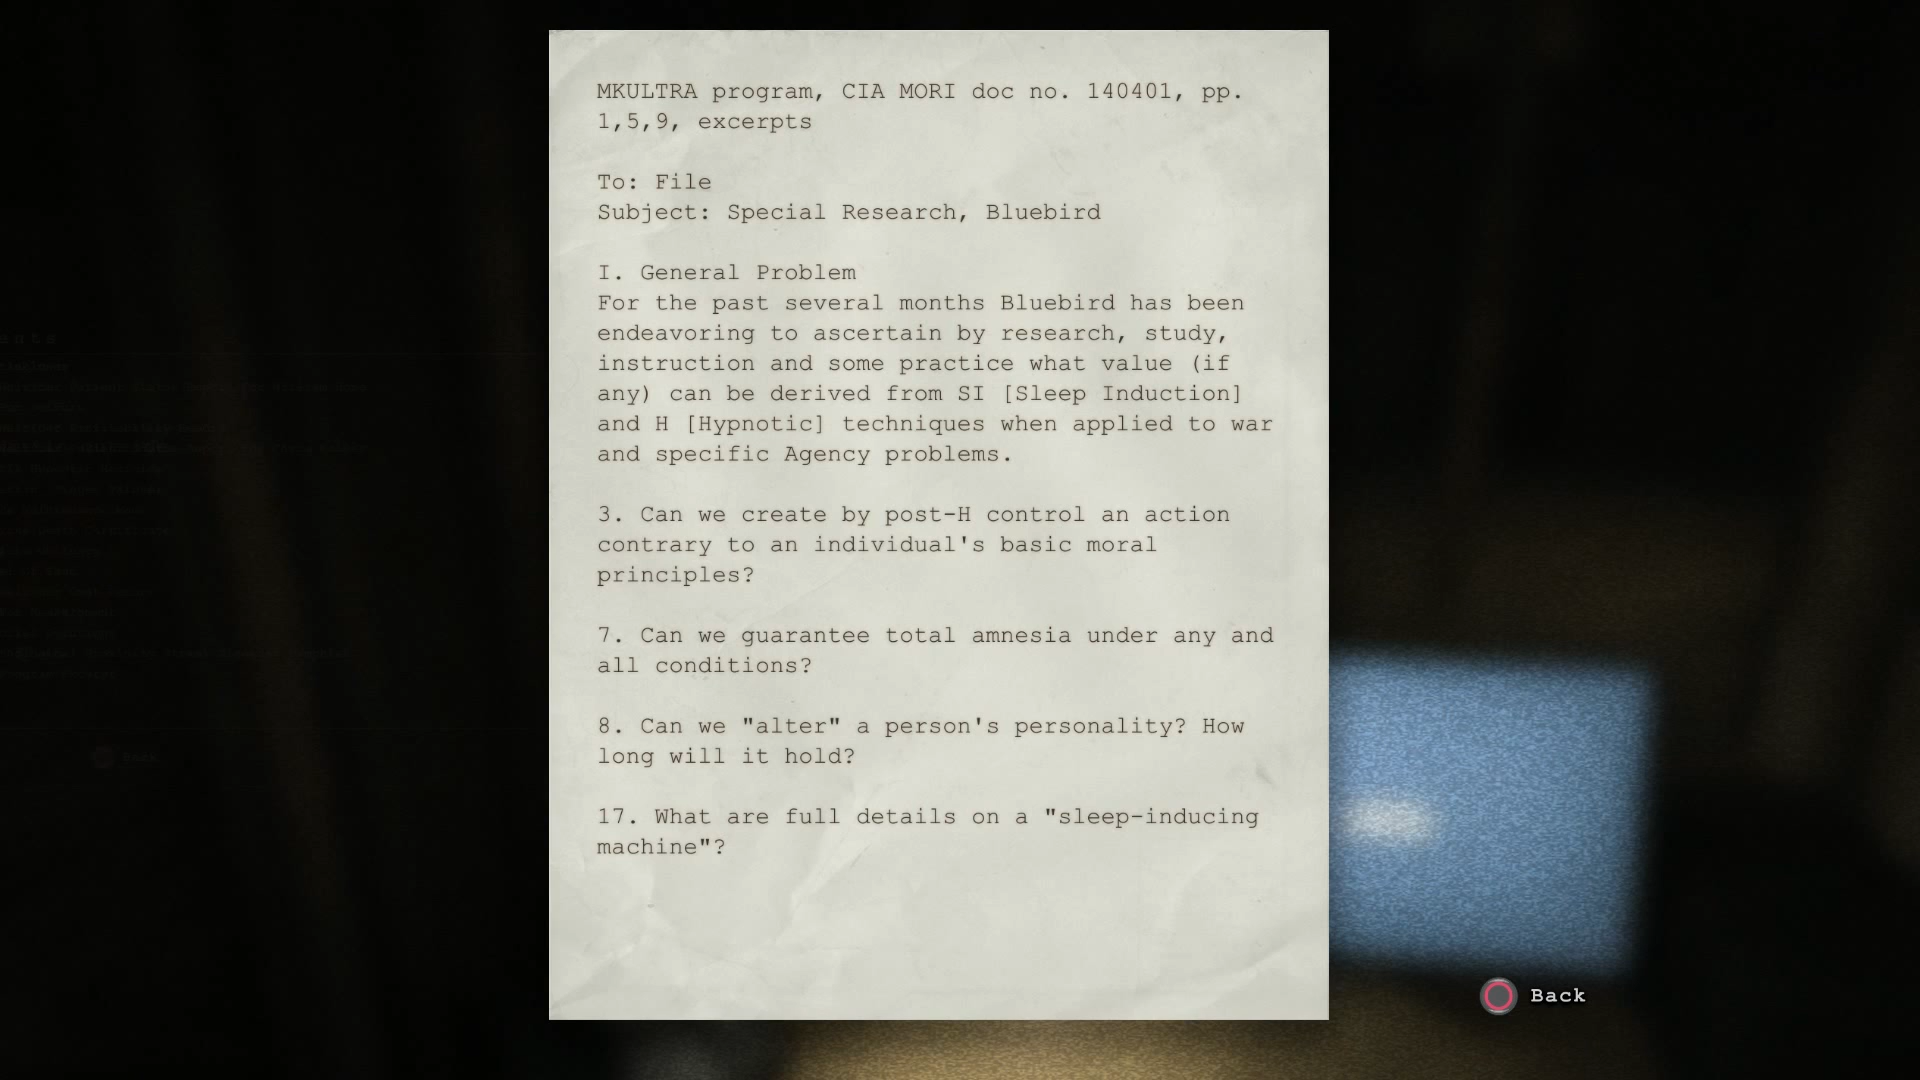 MKULTRA program, CIA MORI doc no. 140401, pp.
1,5,9, excerpts
To: File
Subject: Special Research, Bluebird
I. General Problem
For the past several months Bluebird has been
endeavoring to ascertain by research, study,
instruction and some practice what value (if
any) can be derived from SI [Sleep Induction]
and H [Hypnotic] techniques when applied to war
and specific Agency problems.
3. Can we create by post-H control an action
contrary to an individual's basic moral
principles?
7. Can we guarantee total amnesia under any and
all conditions?
8. Can we "alter" a person's personality? How
long will it hold?
17. What are full details on a "sleep-inducing
machine"?
Back
Back